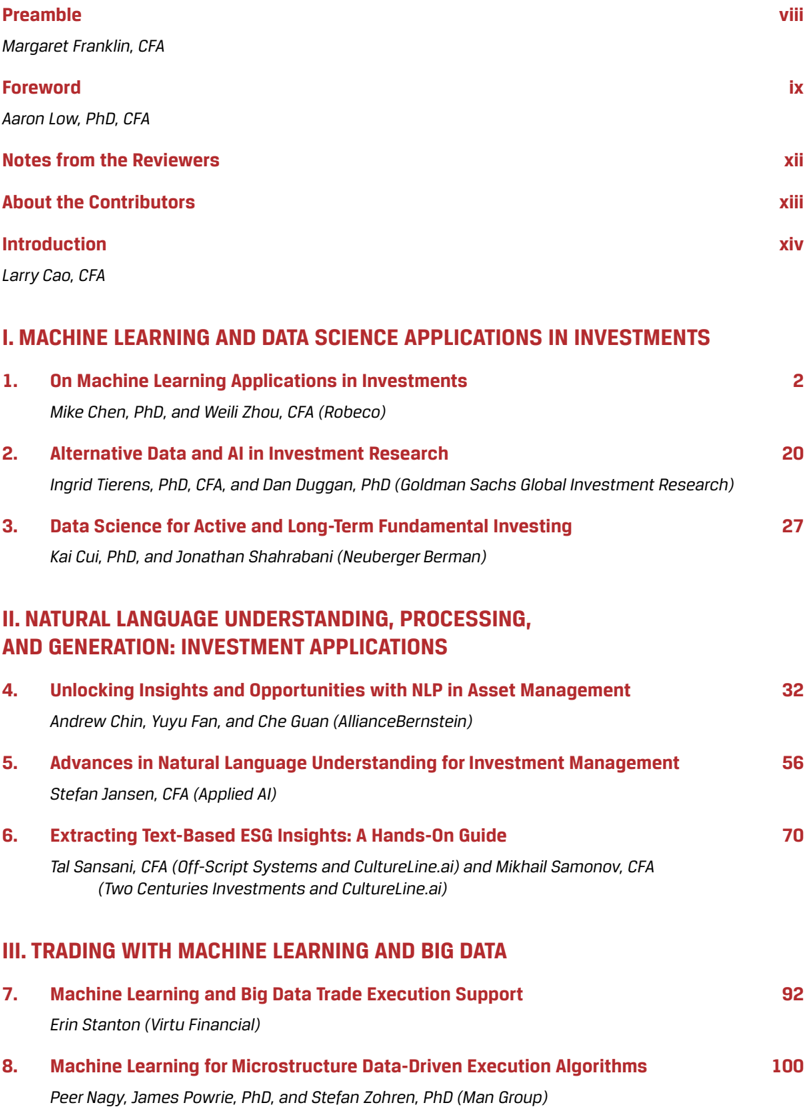 Preamble viii
Margaret Franklin, CFA
Foreword ix
Aaron Low, PhD, CFA
Notes from the Reviewers xii
About the Contributors xiii
Introduction xiv
Larry Cao, CFA
I. MACHINE LEARNING AND DATA SCIENCE APPLICATIONS IN INVESTMENTS
1. On Machine Learning Applications in Investments 2
Mike Chen, PhD, and Weili Zhou, CFA (Robeco)
2. Alternative Data and AI in Investment Research 20
Ingrid Tierens, PhD, CFA, and Dan Duggan, PhD (Goldman Sachs Global Investment Research)
3. Data Science for Active and Long-Term Fundamental Investing 27
Kai Cui, PhD, and Jonathan Shahrabani (Neuberger Berman)
II. NATURAL LANGUAGE UNDERSTANDING, PROCESSING,
AND GENERATION: INVESTMENT APPLICATIONS
4. Unlocking Insights and Opportunities with NLP in Asset Management 32
Andrew Chin, Yuyu Fan, and Che Guan (AllianceBernstein)
5. Advances in Natural Language Understanding for Investment Management 56
Stefan Jansen, CFA (Applied AI)
6. Extracting Text-Based ESG Insights: A Hands-On Guide 70
Tal Sansani, CFA (Off-Script Systems and CultureLine.ai) and Mikhail Samonov, CFA
(Two Centuries Investments and CultureLine.ai)
III. TRADING WITH MACHINE LEARNING AND BIG DATA
7. Machine Learning and Big Data Trade Execution Support 92
Erin Stanton (Virtu Financial)
8. Machine Learning for Microstructure Data-Driven Execution Algorithms 100
Peer Nagy, James Powrie, PhD, and Stefan Zohren, PhD (Man Group)